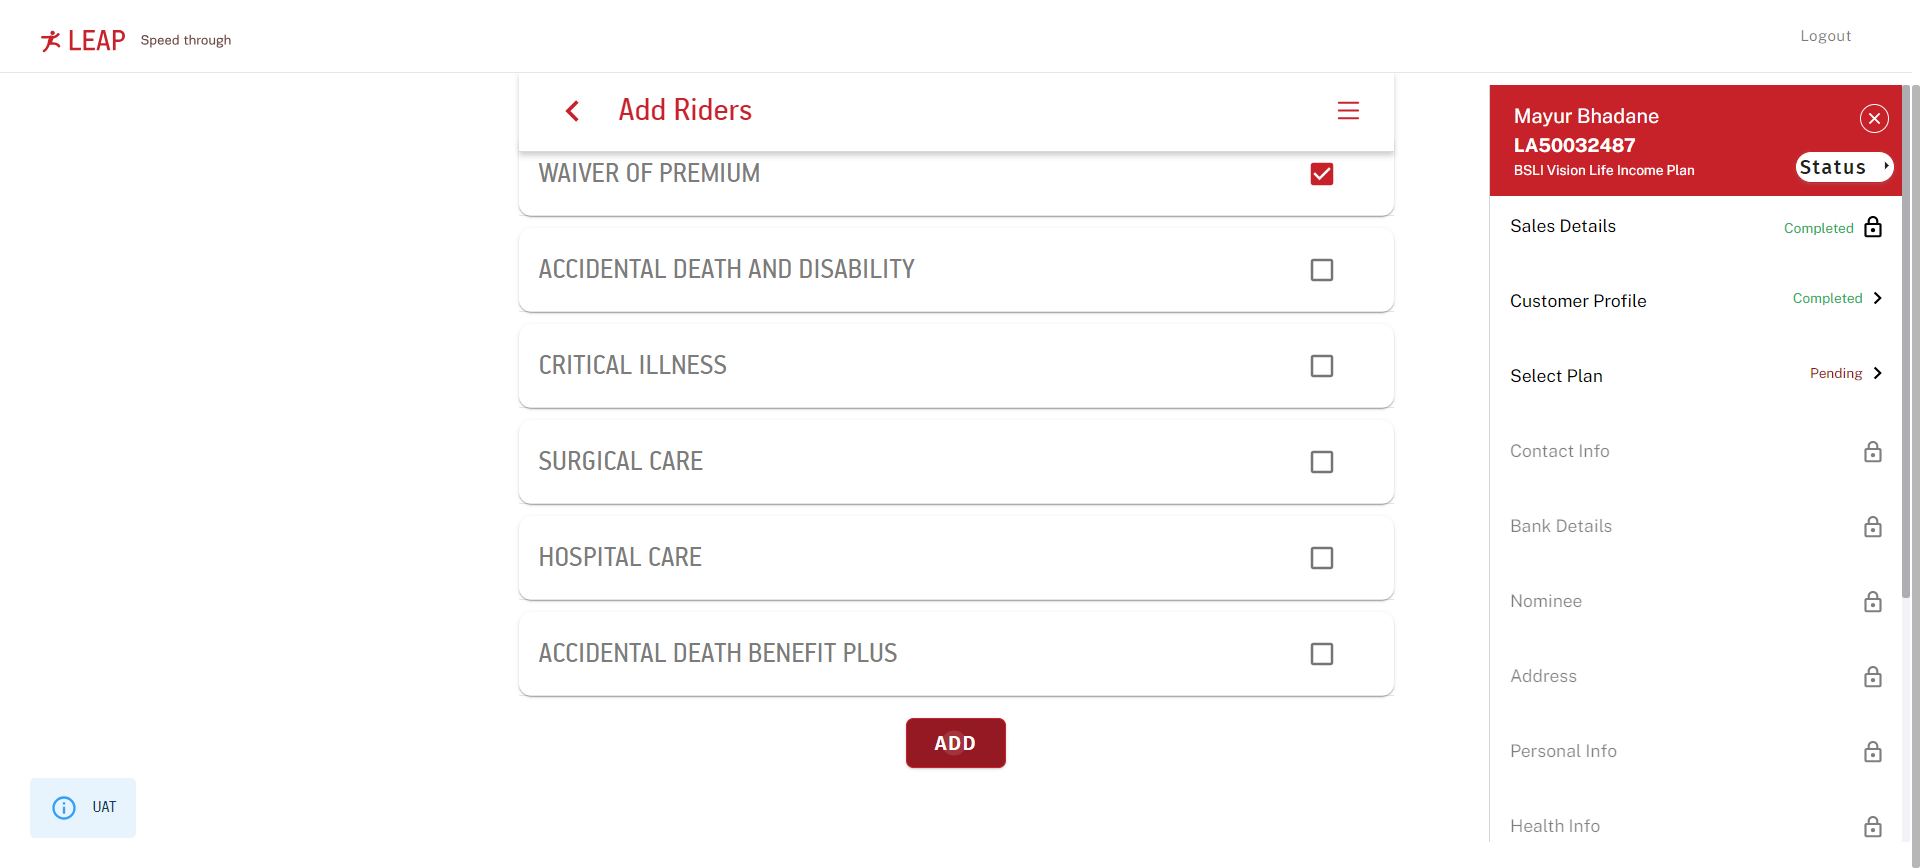 LEAP Speed through
Logout
Add Riders
WAIVER OF PREMIUM
ACCIDENTAL DEATH AND DISABILITY
CRITICAL ILLNESS
SURGICAL CARE
HOSPITAL CARE
ACCIDENTAL DEATH BENEFIT PLUS
ADD
UAT
Mayur Bhadane
LA50032487
BSLI Vision Life Income Plan
Status
Sales Details Completed
Customer Profile Completed
Select Plan Pending
Contact Info
Bank Details
Nominee
Address
Personal Info
Health Info